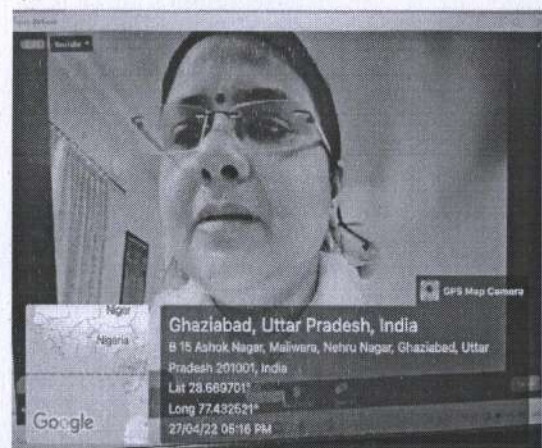 Niger
Nigeria
Google
GPS Map Camera
Ghaziabad, Uttar Pradesh, India
B 15 Ashok Nagar, Maliwara, Nehru Nagar, Ghaziabad, Uttar
Pradesh 201001, India
Lat 28.669701°
Long 77.432521°
27/04/22 05:16 PM